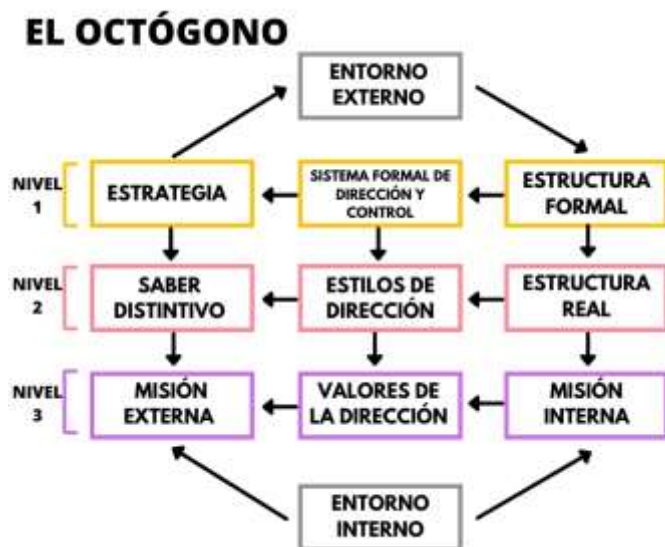 EL OCTÓGONO
ENTORNO
EXTERNO
NIVEL
1
ESTRATEGIA
SISTEMA FORMAL DE
DIRECCIÓN Y
CONTROL
ESTRUCTURA
FORMAL
NIVEL
2
SABER
DISTINTIVO
ESTILOS DE
DIRECCIÓN
ESTRUCTURA
REAL
NIVEL
3
MISIÓN
EXTERNA
VALORES DE
LA DIRECCIÓN
MISIÓN
INTERNA
ENTORNO
INTERNO